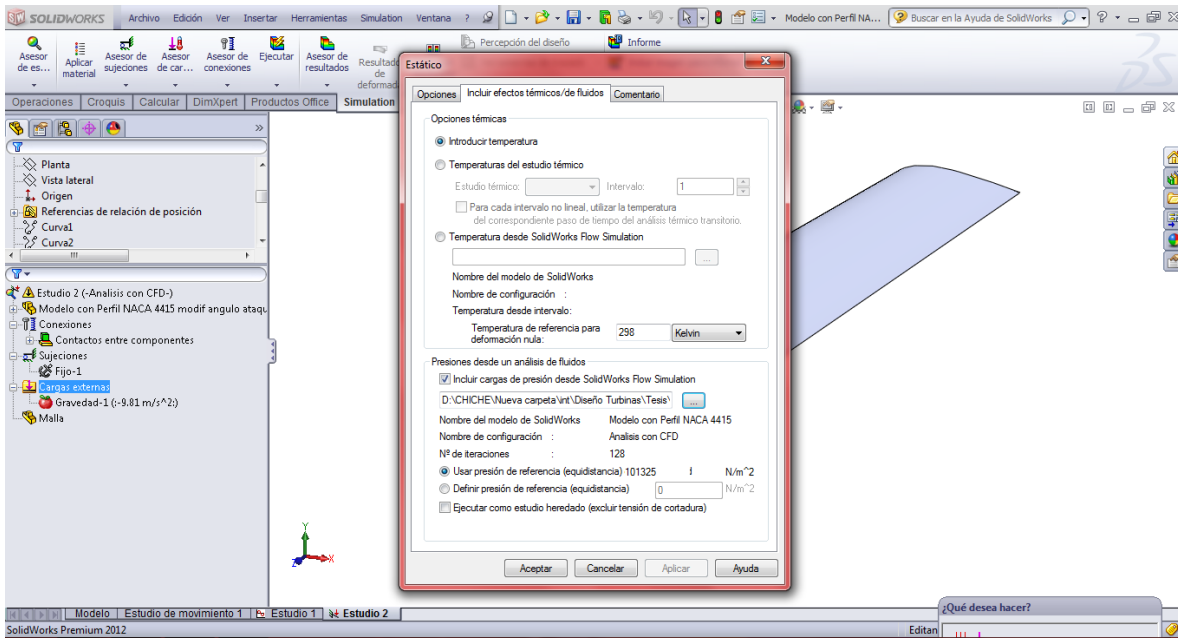 SOLIDWORKS Archivo Edición Ver Insertar Herramientas Simulation Ventana ? Modelo con Perfil NA... Buscar en la Ayuda de SolidWorks ?
Asesor de es...
Aplicar material
Asesor de sujeciones
Asesor de car...
Asesor de conexiones
Ejecutar
Asesor de resultados
Resultado de deformad
Percepción del diseño
Informe
Operaciones Croquis Calcular DimXpert Productos Office Simulation
Planta
Vista lateral
Origen
Referencias de relación de posición
Curva1
Curva2
Estudio 2 (-Analisis con CFD-)
Modelo con Perfil NACA 4415 modif angulo ataqu
Conexiones
Contactos entre componentes
Sujeciones
Fijo-1
Cargas externas
Gravedad-1 (:-9.81 m/s^2:)
Malla
Estático
Opciones Incluir efectos térmicos/de fluidos Comentario
Opciones térmicas
Introducir temperatura
Temperaturas del estudio térmico
Estudio térmico: Intervalo: 1
Para cada intervalo no lineal, utilizar la temperatura
del correspondiente paso de tiempo del análisis térmico transitorio.
Temperatura desde SolidWorks Flow Simulation
...
Nombre del modelo de SolidWorks
Nombre de configuración :
Temperatura desde intervalo:
Temperatura de referencia para
deformación nula: 298 Kelvin
Presiones desde un análisis de fluidos
Incluir cargas de presión desde SolidWorks Flow Simulation
D:\CHICHE\Nueva carpeta\int\Diseño Turbinas\Tesis\ ...
Nombre del modelo de SolidWorks Modelo con Perfil NACA 4415
Nombre de configuración : Analisis con CFD
Nº de iteraciones : 128
Usar presión de referencia (equidistancia) 101325 N/m^2
Definir presión de referencia (equidistancia) 0 N/m^2
Ejecutar como estudio heredado (excluir tensión de cortadura)
Aceptar Cancelar Aplicar Ayuda
Y
X
Z
Modelo Estudio de movimiento 1 Estudio 1 Estudio 2
¿Qué desea hacer?
SolidWorks Premium 2012 Editan